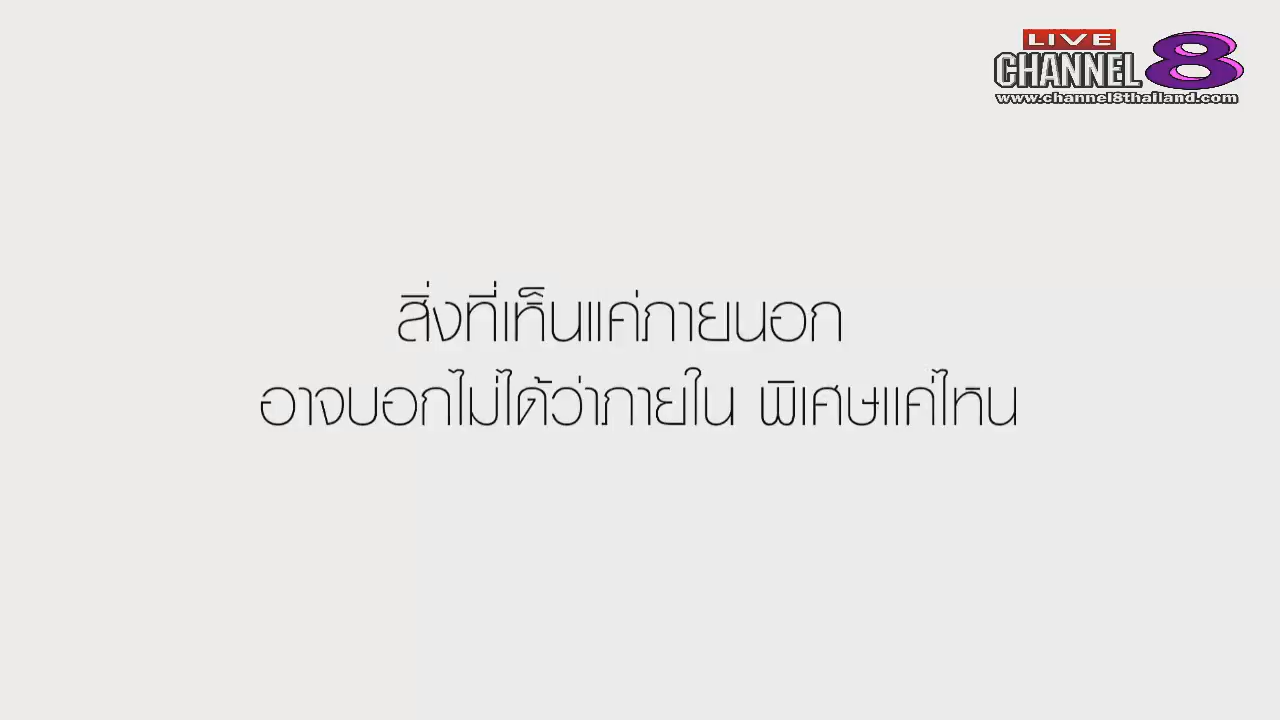 LIVE
CHANNEL 8
www.channel8thailand.com
สิ่งที่เห็นแค่ภายนอก
อาจบอกไม่ได้ว่าภายใน พิเศษแค่ไหน